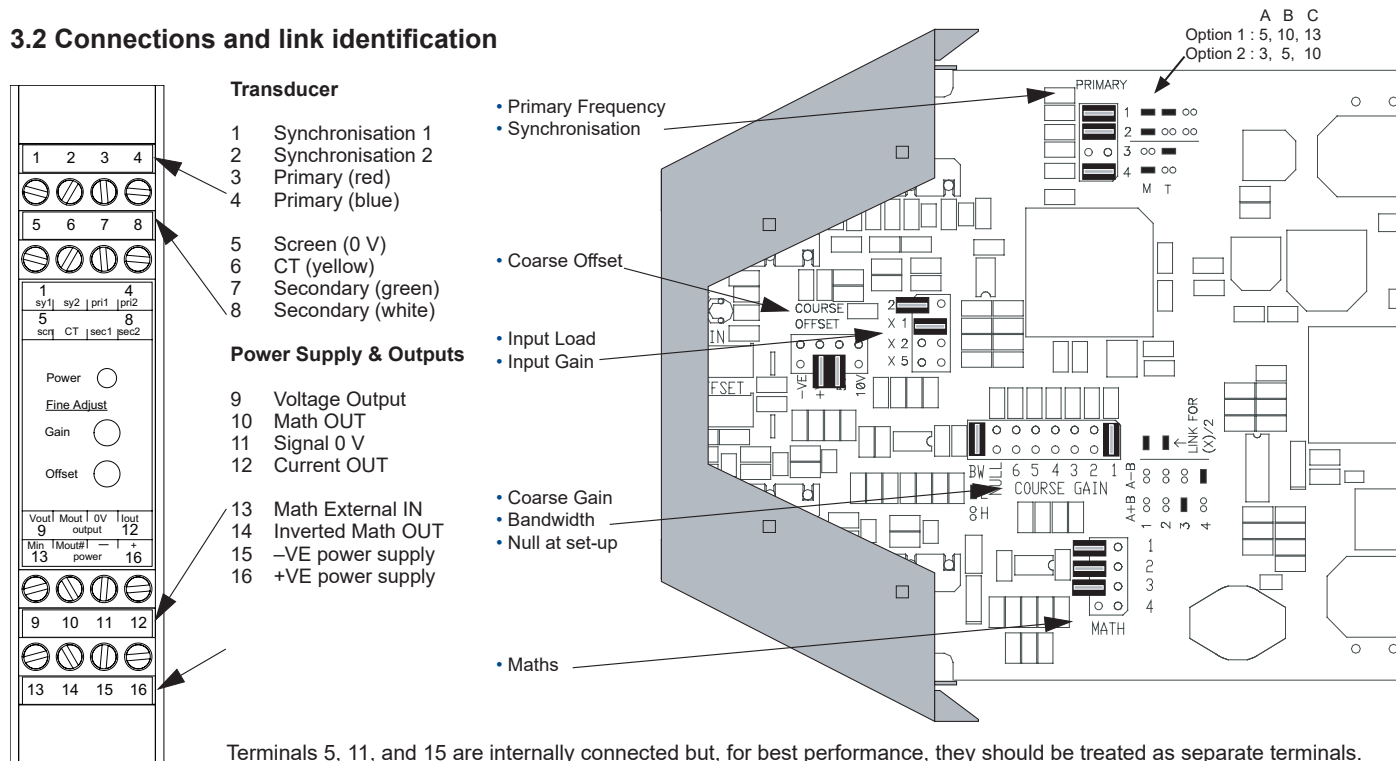 3.2 Connections and link identification
A B C
Option 1 : 5, 10, 13
Option 2 : 3, 5, 10
1 2 3 4
5 6 7 8
1 4
sy1 sy2 pri1 pri2
5 8
scn CT sec1 sec2
Power
Fine Adjust
Gain
Offset
Vout Mout 0V Iout
9 output 12
Min Mout# — +
13 power 16
9 10 11 12
13 14 15 16
Transducer
1 Synchronisation 1
2 Synchronisation 2
3 Primary (red)
4 Primary (blue)
5 Screen (0 V)
6 CT (yellow)
7 Secondary (green)
8 Secondary (white)
Power Supply & Outputs
9 Voltage Output
10 Math OUT
11 Signal 0 V
12 Current OUT
13 Math External IN
14 Inverted Math OUT
15 –VE power supply
16 +VE power supply
• Primary Frequency
• Synchronisation
• Coarse Offset
• Input Load
• Input Gain
• Coarse Gain
• Bandwidth
• Null at set-up
• Maths
PRIMARY
1
2
3
4
M T
COURSE
OFFSET
-VE
+
10V
2
X 1
X 2
X 5
IN
FSET
BW
NULL
6 5 4 3 2 1
COURSE GAIN
H
LINK FOR
(X)/2
A+B A-B
1 2 3 4
1
2
3
4
MATH
Terminals 5, 11, and 15 are internally connected but, for best performance, they should be treated as separate terminals.